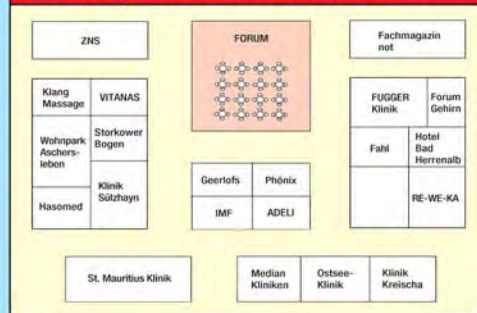 ZNS
FORUM
Fachmagazin
not
Klang
Massage
VITANAS
Wohnpark
Aschers-
leben
Storkower
Bogen
Klinik
Sülzhayn
Hasomed
Geerlofs
Phönix
IMF
ADELI
FUGGER
Klinik
Forum
Gehirn
Fahl
Hotel
Bad
Herrenalb
RE-WE-KA
St. Mauritius Klinik
Median
Kliniken
Ostsee-
Klinik
Klinik
Kreischa